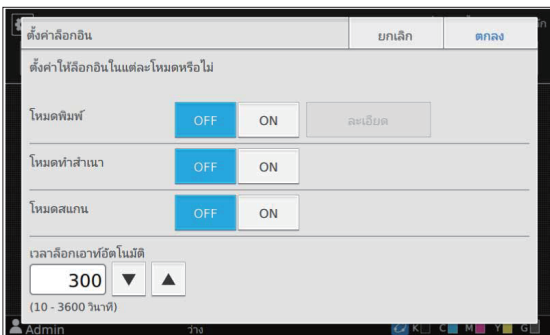 ตั้งค่าล็อกอิน ยกเลิก ตกลง
ตั้งค่าให้ล็อกอินในแต่ละโหมดหรือไม่
โหมดพิมพ์ OFF ON ละเอียด
โหมดทำสำเนา OFF ON
โหมดสแกน OFF ON
เวลาล็อกเอาท์อัตโนมัติ
300 ▼ ▲
(10 - 3600 วินาที)
Admin ว่าง K C M Y G